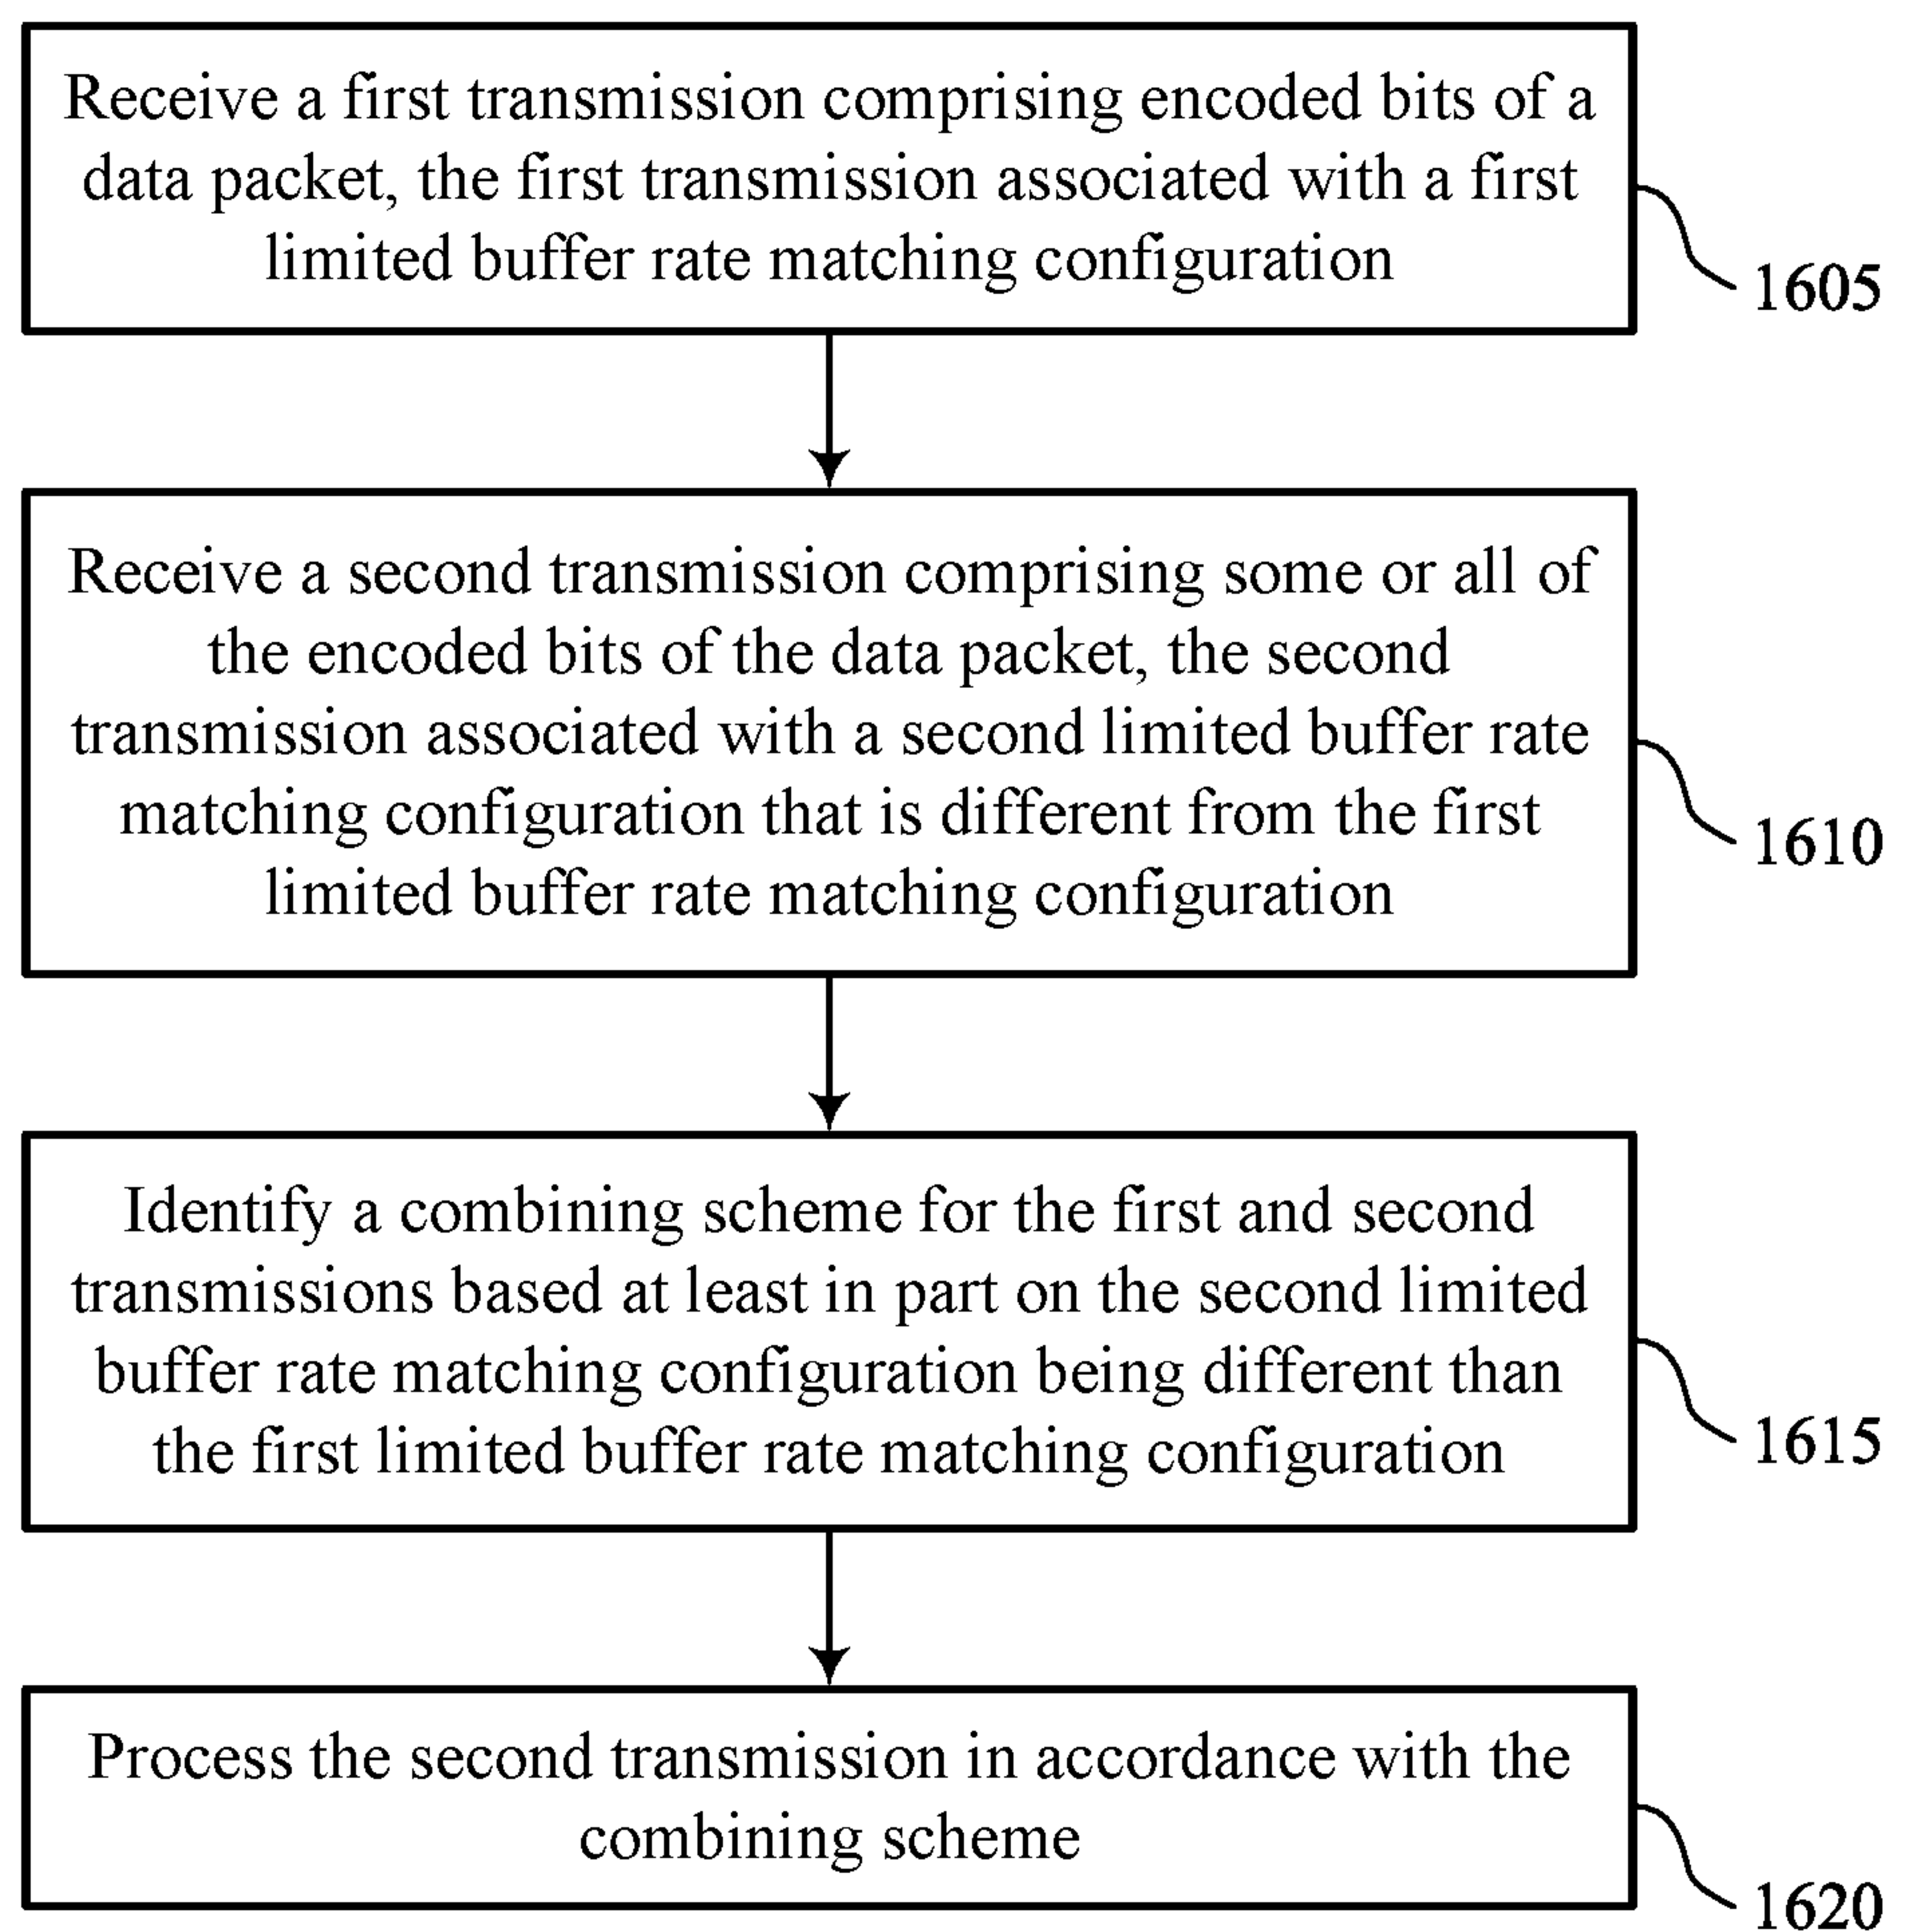 Receive a first transmission comprising encoded bits of a
data packet, the first transmission associated with a first
limited buffer rate matching configuration
1605
Receive a second transmission comprising some or all of
the encoded bits of the data packet, the second
transmission associated with a second limited buffer rate
matching configuration that is different from the first
limited buffer rate matching configuration
1610
Identify a combining scheme for the first and second
transmissions based at least in part on the second limited
buffer rate matching configuration being different than
the first limited buffer rate matching configuration
1615
Process the second transmission in accordance with the
combining scheme
1620